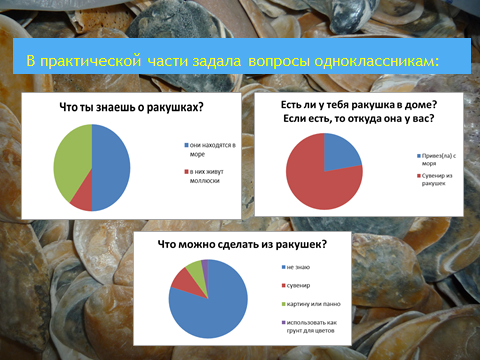 В практической части задала вопросы одноклассникам:
Что ты знаешь о ракушках?
они находятся в
море
в них живут
моллюски
Есть ли у тебя ракушка в доме?
Если есть, то откуда она у вас?
Привез(ла) с
моря
Сувенир из
ракушек
Что можно сделать из ракушек?
не знаю
сувенир
картину или панно
использовать как
грунт для цветов